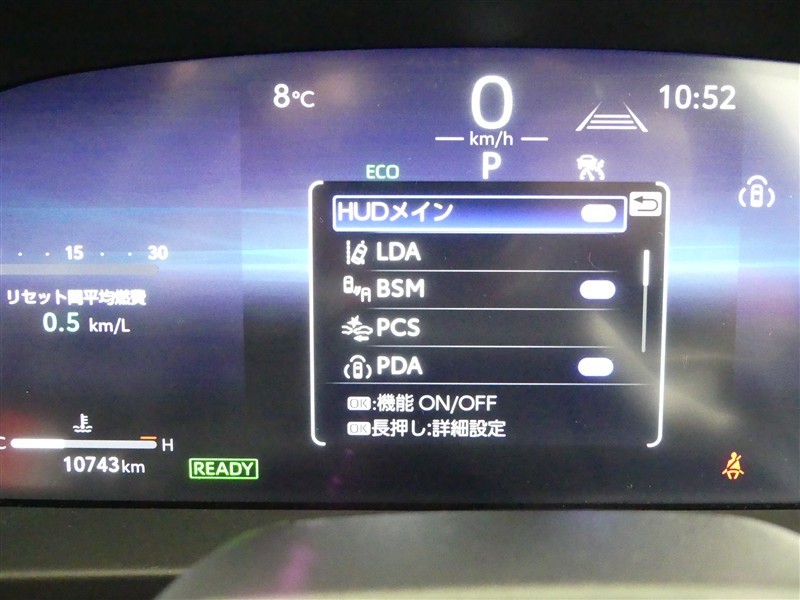 8℃
0
km/h
10:52
ECO
P
HUDメイン
LDA
BSM
PCS
PDA
OK:機能 ON/OFF
OK長押し:詳細設定
15
30
リセット間平均燃費
0.5 km/L
C
H
10743km
READY